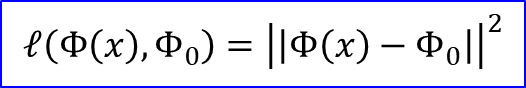 ℓ(Φ(x), Φ₀) = ||Φ(x) − Φ₀||²